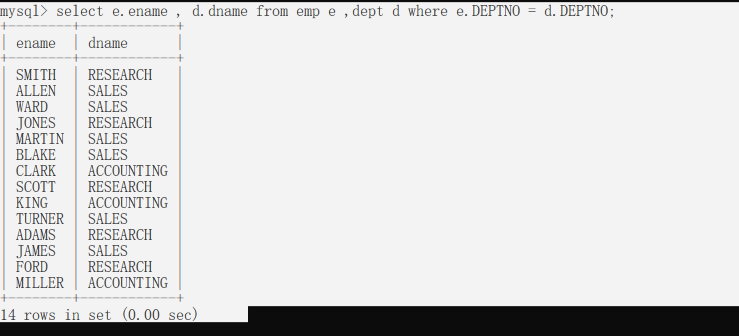 mysql> select e.ename , d.dname from emp e ,dept d where e.DEPTNO = d.DEPTNO;
+--------+------------+
| ename  | dname      |
+--------+------------+
| SMITH  | RESEARCH   |
| ALLEN  | SALES      |
| WARD   | SALES      |
| JONES  | RESEARCH   |
| MARTIN | SALES      |
| BLAKE  | SALES      |
| CLARK  | ACCOUNTING |
| SCOTT  | RESEARCH   |
| KING   | ACCOUNTING |
| TURNER | SALES      |
| ADAMS  | RESEARCH   |
| JAMES  | SALES      |
| FORD   | RESEARCH   |
| MILLER | ACCOUNTING |
+--------+------------+
14 rows in set (0.00 sec)